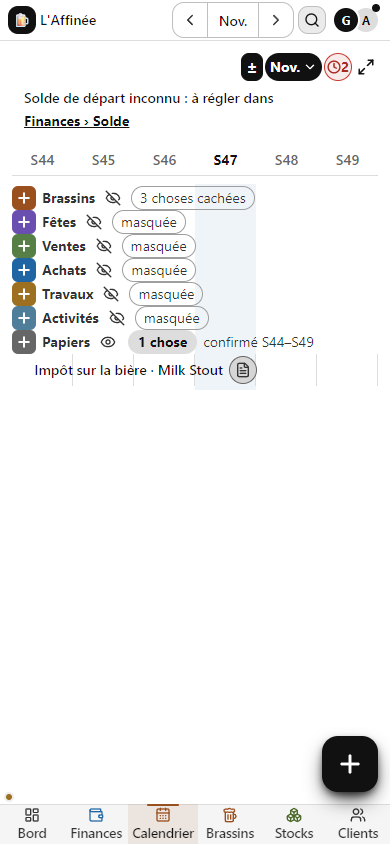 L'Affinée
Nov.
G
A
±
Nov.
2
Solde de départ inconnu : à régler dans
Finances › Solde
S44 S45 S46 S47 S48 S49
Brassins 3 choses cachées
Fêtes masquée
Ventes masquée
Achats masquée
Travaux masquée
Activités masquée
Papiers 1 chose confirmé S44–S49
Impôt sur la bière · Milk Stout
Bord Finances Calendrier Brassins Stocks Clients